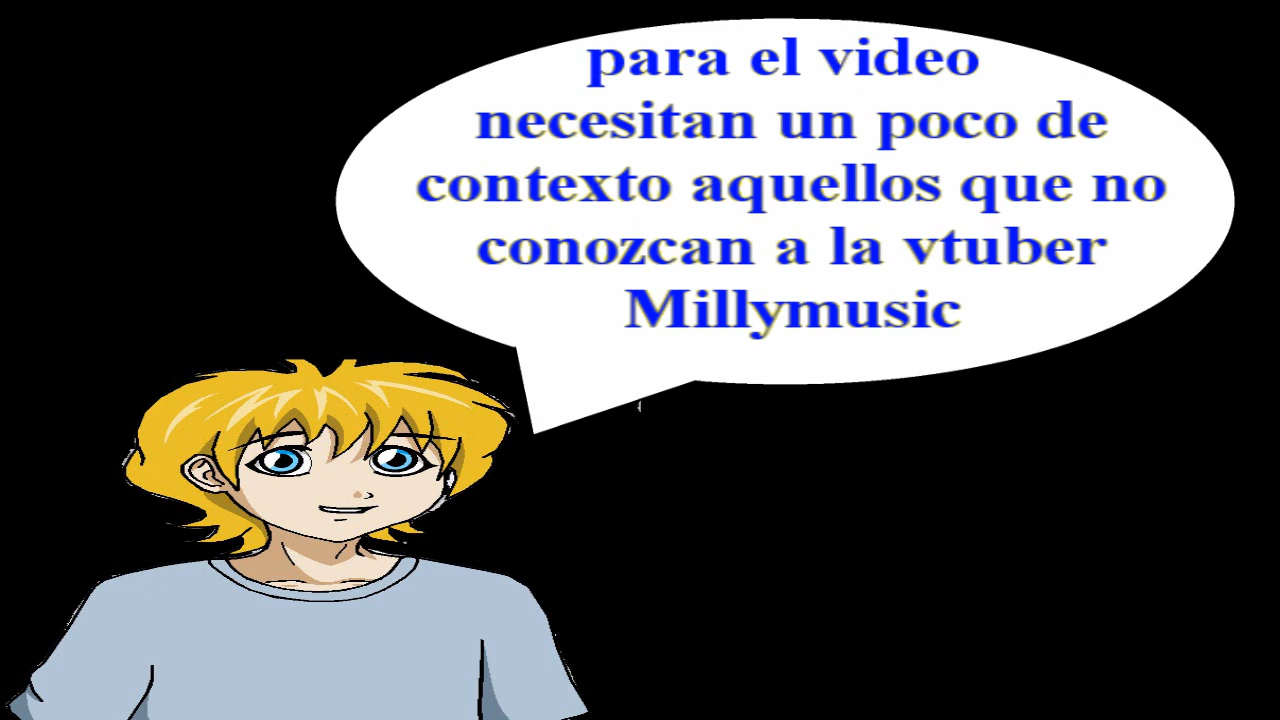 para el video
necesitan un poco de
contexto aquellos que no
conozcan a la vtuber
Millymusic